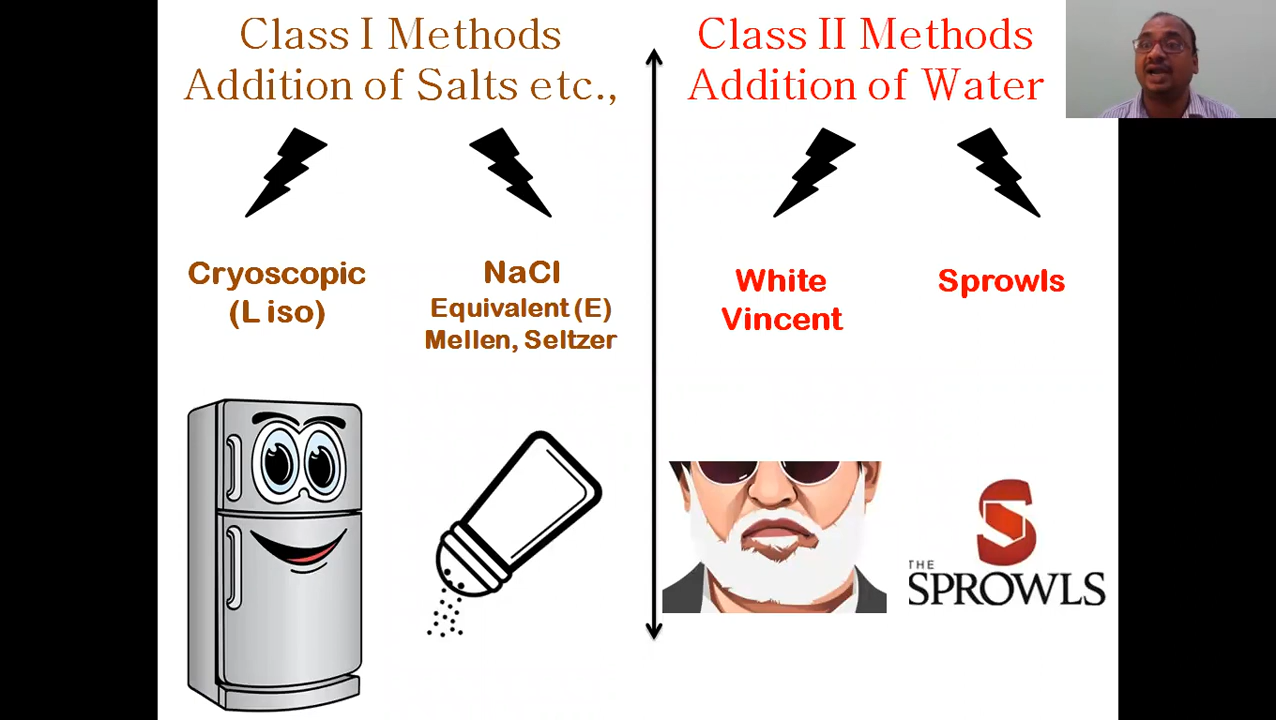 Class I Methods
Addition of Salts etc.,
Class II Methods
Addition of Water
Cryoscopic
(L iso)
NaCl
Equivalent (E)
Mellen, Seltzer
White
Vincent
Sprowls
THE
SPROWLS